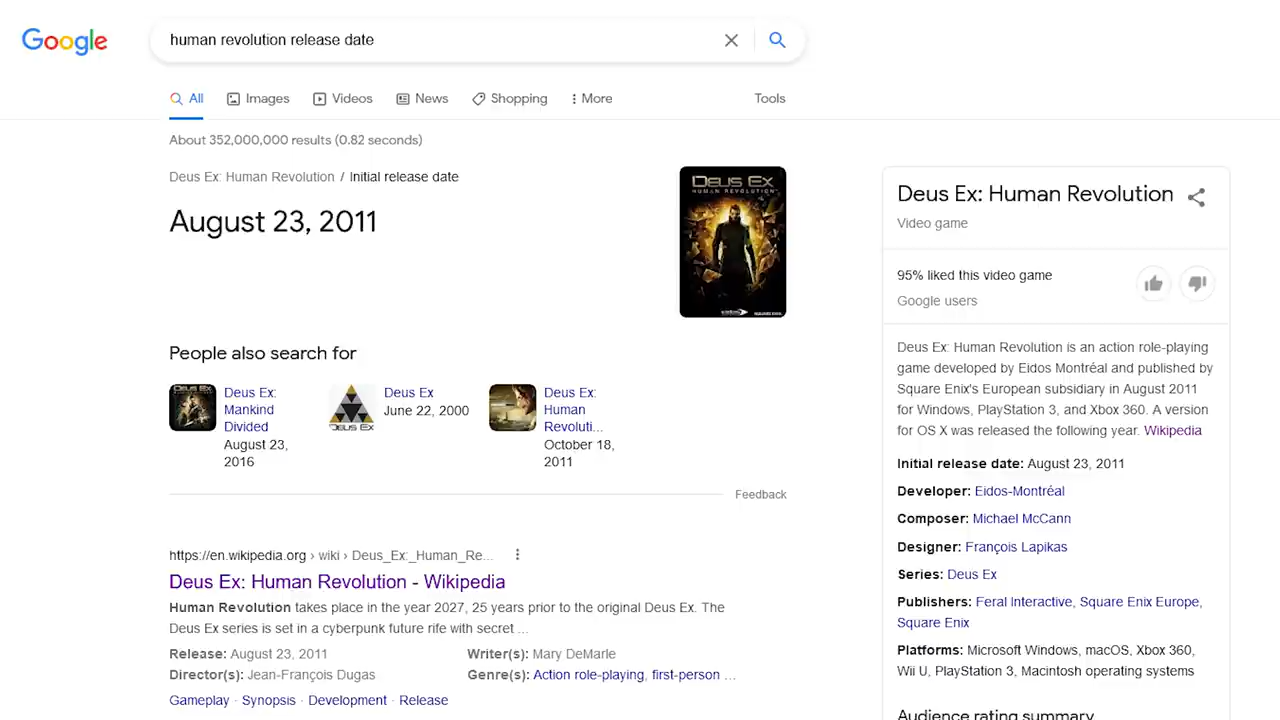 Google
human revolution release date
All
Images
Videos
News
Shopping
More
Tools
About 352,000,000 results (0.82 seconds)
Deus Ex: Human Revolution / Initial release date
August 23, 2011
DEUS EX
HUMAN REVOLUTION
People also search for
Deus Ex:
Mankind
Divided
August 23,
2016
Deus Ex
June 22, 2000
DEUS EX
Deus Ex:
Human
Revoluti...
October 18,
2011
Feedback
https://en.wikipedia.org › wiki › Deus_Ex:_Human_Re...
Deus Ex: Human Revolution - Wikipedia
Human Revolution takes place in the year 2027, 25 years prior to the original Deus Ex. The
Deus Ex series is set in a cyberpunk future rife with secret ...
Release: August 23, 2011
Writer(s): Mary DeMarle
Director(s): Jean-François Dugas
Genre(s): Action role-playing, first-person ...
Gameplay · Synopsis · Development · Release
Deus Ex: Human Revolution
Video game
95% liked this video game
Google users
Deus Ex: Human Revolution is an action role-playing
game developed by Eidos Montréal and published by
Square Enix's European subsidiary in August 2011
for Windows, PlayStation 3, and Xbox 360. A version
for OS X was released the following year. Wikipedia
Initial release date: August 23, 2011
Developer: Eidos-Montréal
Composer: Michael McCann
Designer: François Lapikas
Series: Deus Ex
Publishers: Feral Interactive, Square Enix Europe,
Square Enix
Platforms: Microsoft Windows, macOS, Xbox 360,
Wii U, PlayStation 3, Macintosh operating systems
Audience rating summary